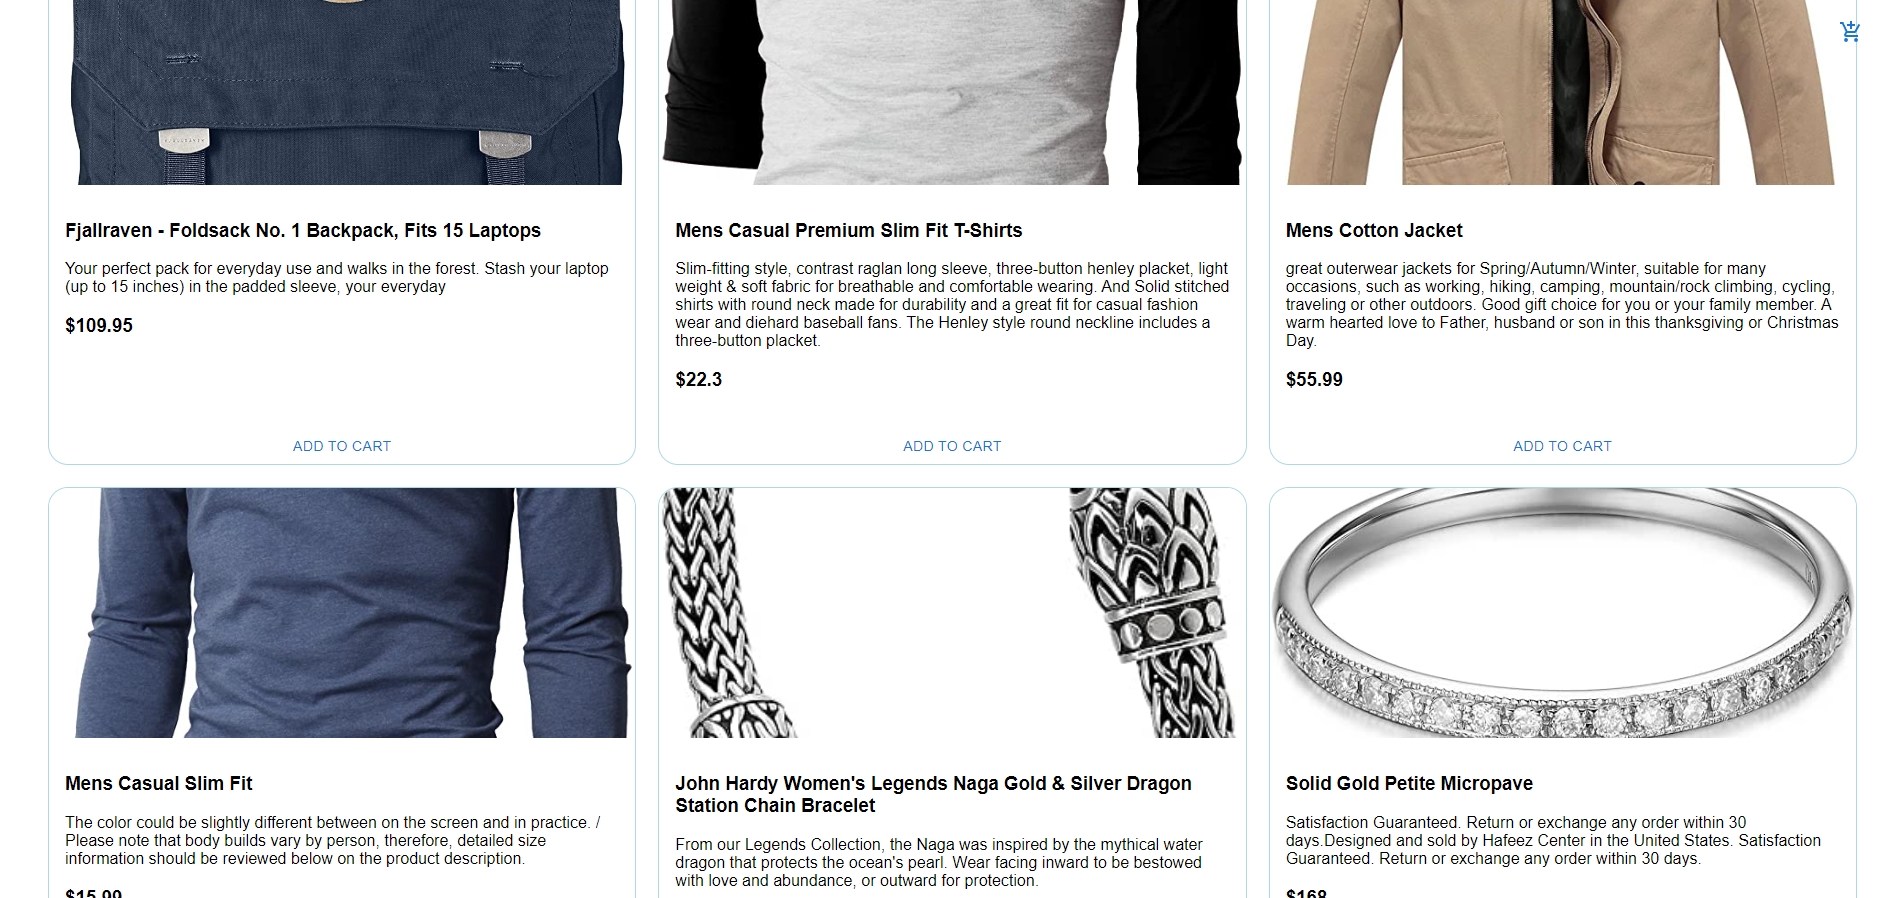 Fjallraven - Foldsack No. 1 Backpack, Fits 15 Laptops
Your perfect pack for everyday use and walks in the forest. Stash your laptop
(up to 15 inches) in the padded sleeve, your everyday
$109.95
ADD TO CART
Mens Casual Premium Slim Fit T-Shirts
Slim-fitting style, contrast raglan long sleeve, three-button henley placket, light
weight & soft fabric for breathable and comfortable wearing. And Solid stitched
shirts with round neck made for durability and a great fit for casual fashion
wear and diehard baseball fans. The Henley style round neckline includes a
three-button placket.
$22.3
ADD TO CART
Mens Cotton Jacket
great outerwear jackets for Spring/Autumn/Winter, suitable for many
occasions, such as working, hiking, camping, mountain/rock climbing, cycling,
traveling or other outdoors. Good gift choice for you or your family member. A
warm hearted love to Father, husband or son in this thanksgiving or Christmas
Day.
$55.99
ADD TO CART
Mens Casual Slim Fit
The color could be slightly different between on the screen and in practice. /
Please note that body builds vary by person, therefore, detailed size
information should be reviewed below on the product description.
$15.99
John Hardy Women's Legends Naga Gold & Silver Dragon
Station Chain Bracelet
From our Legends Collection, the Naga was inspired by the mythical water
dragon that protects the ocean's pearl. Wear facing inward to be bestowed
with love and abundance, or outward for protection.
Solid Gold Petite Micropave
Satisfaction Guaranteed. Return or exchange any order within 30
days.Designed and sold by Hafeez Center in the United States. Satisfaction
Guaranteed. Return or exchange any order within 30 days.
$168